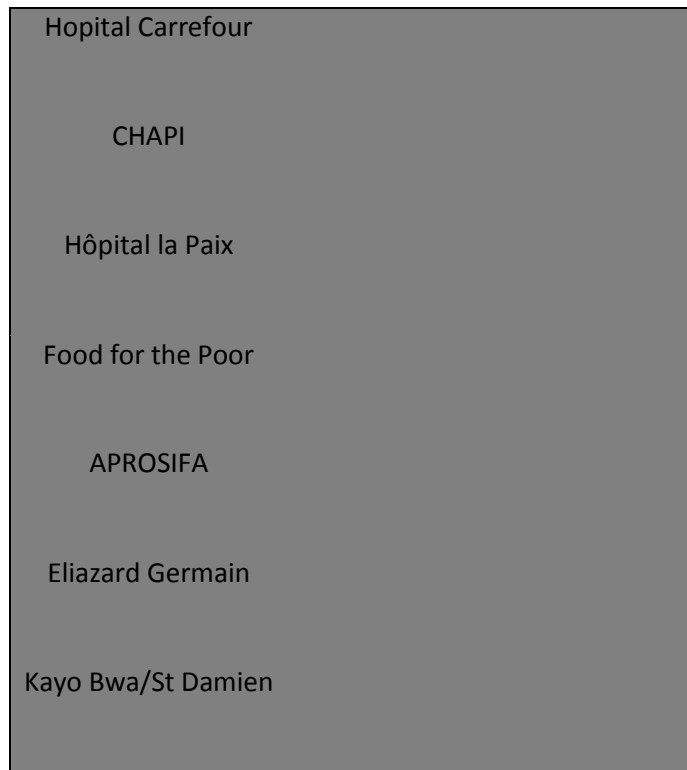 Hopital Carrefour
CHAPI
Hôpital la Paix
Food for the Poor
APROSIFA
Eliazard Germain
Kayo Bwa/St Damien